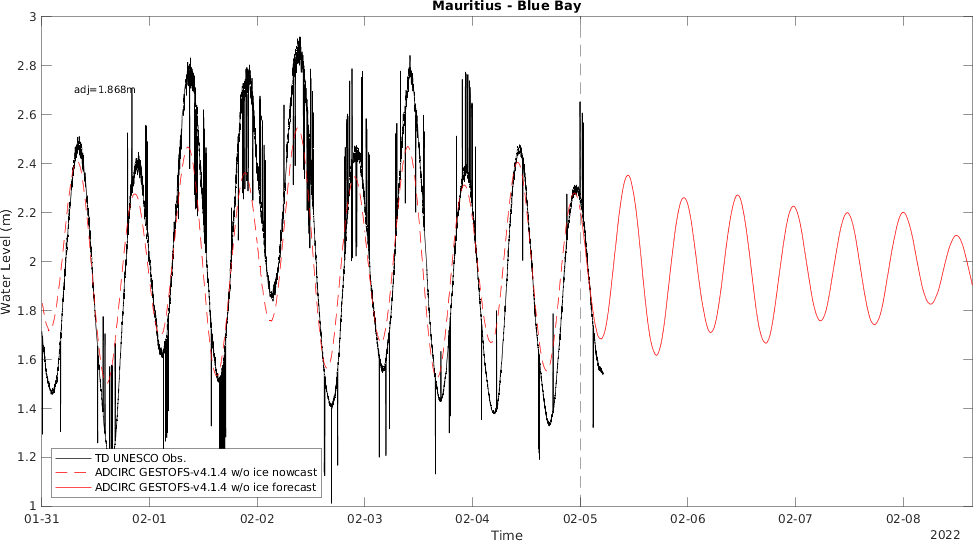 Mauritius - Blue Bay
3
2.8
2.6
2.4
2.2
2
1.8
1.6
1.4
1.2
1
Water Level (m)
adj=1.868m
TD UNESCO Obs.
ADCIRC GESTOFS-v4.1.4 w/o ice nowcast
ADCIRC GESTOFS-v4.1.4 w/o ice forecast
01-31 02-01 02-02 02-03 02-04 02-05 02-06 02-07 02-08
Time
2022